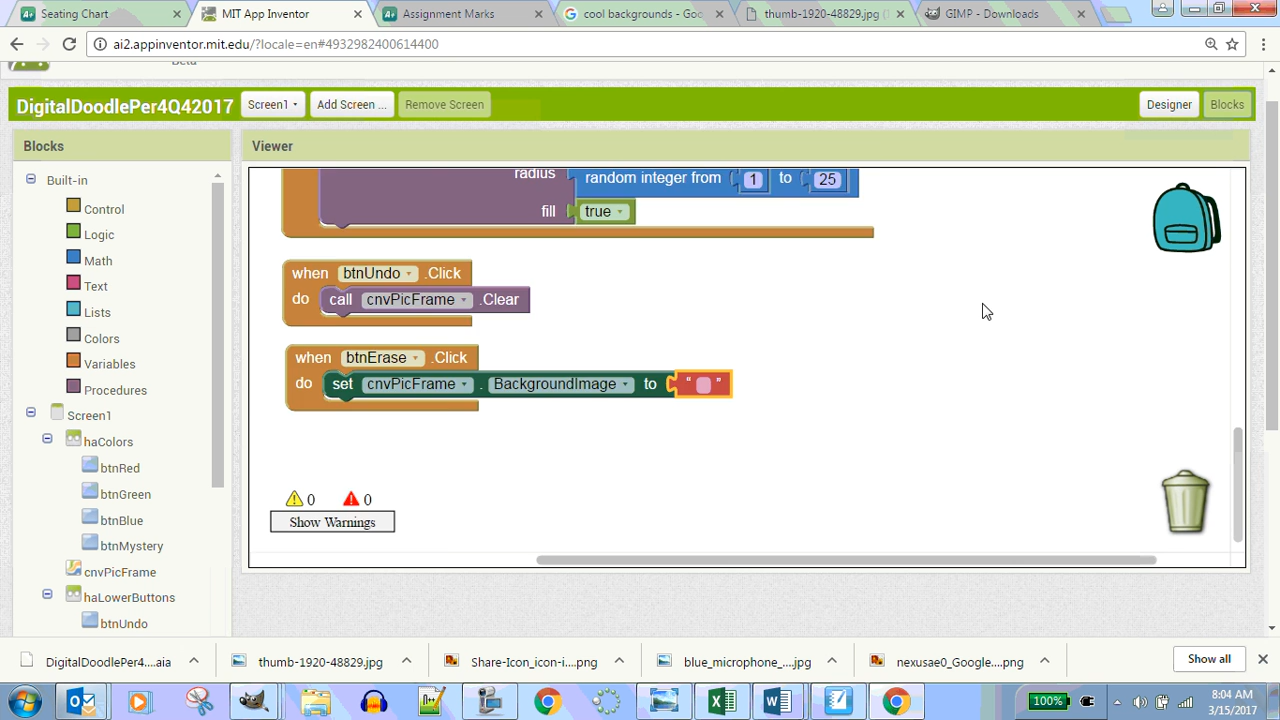 Seating Chart
MIT App Inventor
Assignment Marks
cool backgrounds - Goo
thumb-1920-48829.jpg (1
GIMP - Downloads
ai2.appinventor.mit.edu/?locale=en#4932982400614400
Beta
DigitalDoodlePer4Q42017
Screen1
Add Screen ...
Remove Screen
Designer
Blocks
Blocks
Viewer
Built-in
Control
Logic
Math
Text
Lists
Colors
Variables
Procedures
Screen1
haColors
btnRed
btnGreen
btnBlue
btnMystery
cnvPicFrame
haLowerButtons
btnUndo
radius random integer from 1 to 25
fill true
when btnUndo .Click
do call cnvPicFrame .Clear
when btnErase .Click
do set cnvPicFrame . BackgroundImage to “ ”
0 0
Show Warnings
DigitalDoodlePer4....aia
thumb-1920-48829.jpg
Share-Icon_icon-i....png
blue_microphone_....jpg
nexusae0_Google....png
Show all
100%
8:04 AM
3/15/2017